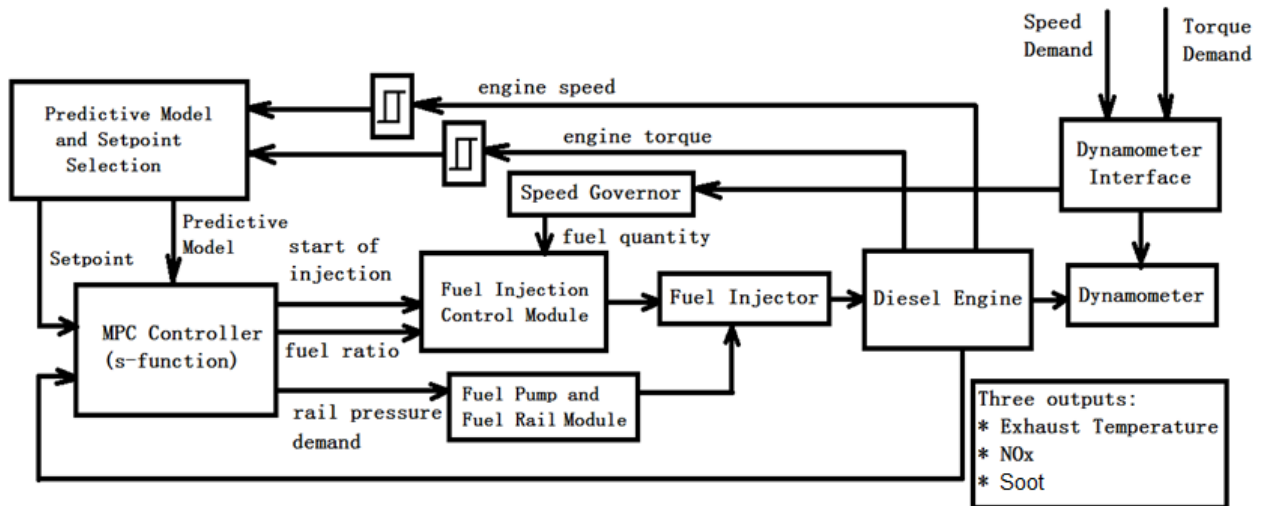 Speed
Demand
Torque
Demand
engine speed
Predictive Model
and Setpoint
Selection
engine torque
Dynamometer
Interface
Speed Governor
Predictive
Model
fuel quantity
Setpoint
start of
injection
Fuel Injection
Control Module
Fuel Injector
Diesel Engine
Dynamometer
MPC Controller
(s-function)
fuel ratio
Fuel Pump and
Fuel Rail Module
rail pressure
demand
Three outputs:
* Exhaust Temperature
* NOx
* Soot